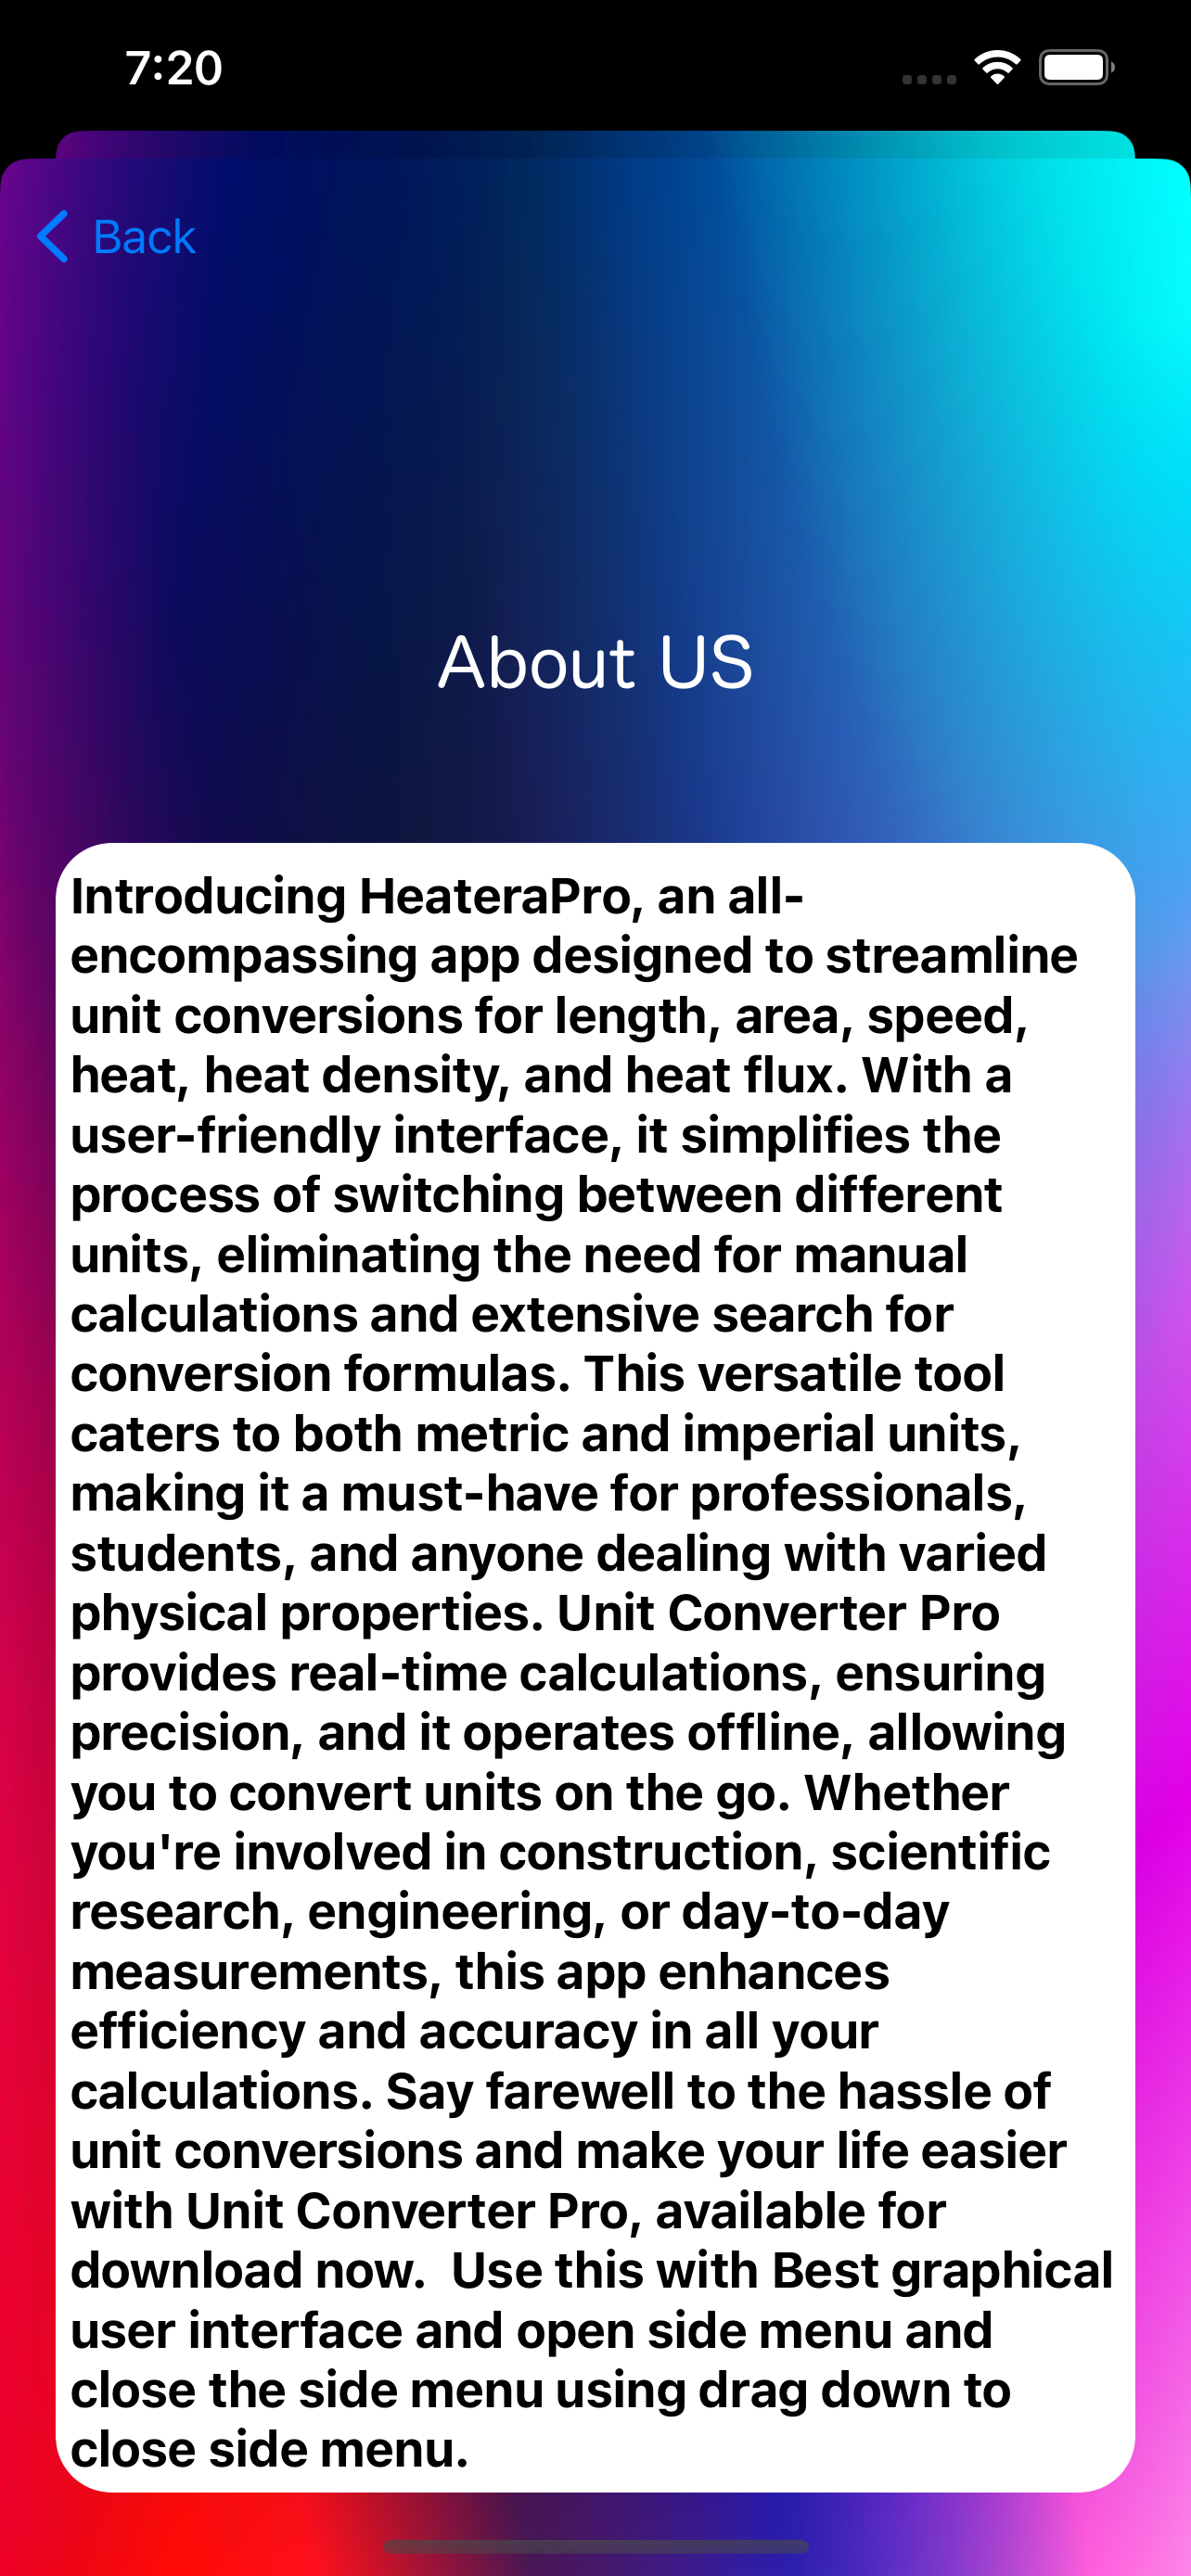 7:20
Back
About US
Introducing HeateraPro, an all-
encompassing app designed to streamline
unit conversions for length, area, speed,
heat, heat density, and heat flux. With a
user-friendly interface, it simplifies the
process of switching between different
units, eliminating the need for manual
calculations and extensive search for
conversion formulas. This versatile tool
caters to both metric and imperial units,
making it a must-have for professionals,
students, and anyone dealing with varied
physical properties. Unit Converter Pro
provides real-time calculations, ensuring
precision, and it operates offline, allowing
you to convert units on the go. Whether
you're involved in construction, scientific
research, engineering, or day-to-day
measurements, this app enhances
efficiency and accuracy in all your
calculations. Say farewell to the hassle of
unit conversions and make your life easier
with Unit Converter Pro, available for
download now.  Use this with Best graphical
user interface and open side menu and
close the side menu using drag down to
close side menu.